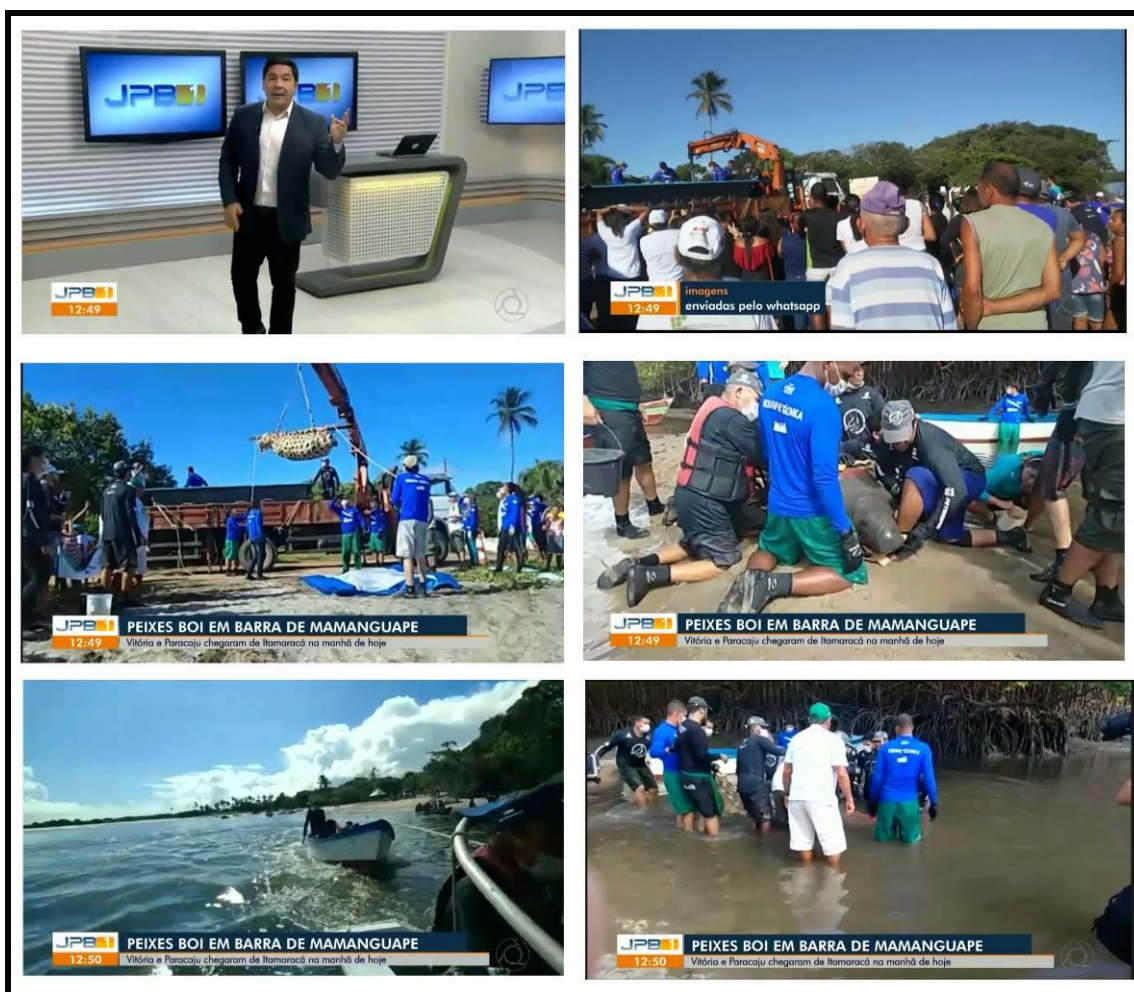 JPB1
JPB1
JPB
JPB1
12:49
JPB1
12:49
imagens
enviadas pelo whatsapp
JPB1
12:49
PEIXES BOI EM BARRA DE MAMANGUAPE
Vitória e Paracaju chegaram de Itamaracá na manhã de hoje
EQUIPE TÉCNICA
JPB1
12:49
PEIXES BOI EM BARRA DE MAMANGUAPE
Vitória e Paracaju chegaram de Itamaracá na manhã de hoje
JPB1
12:50
PEIXES BOI EM BARRA DE MAMANGUAPE
Vitória e Paracaju chegaram de Itamaracá na manhã de hoje
JPB1
12:50
PEIXES BOI EM BARRA DE MAMANGUAPE
Vitória e Paracaju chegaram de Itamaracá na manhã de hoje